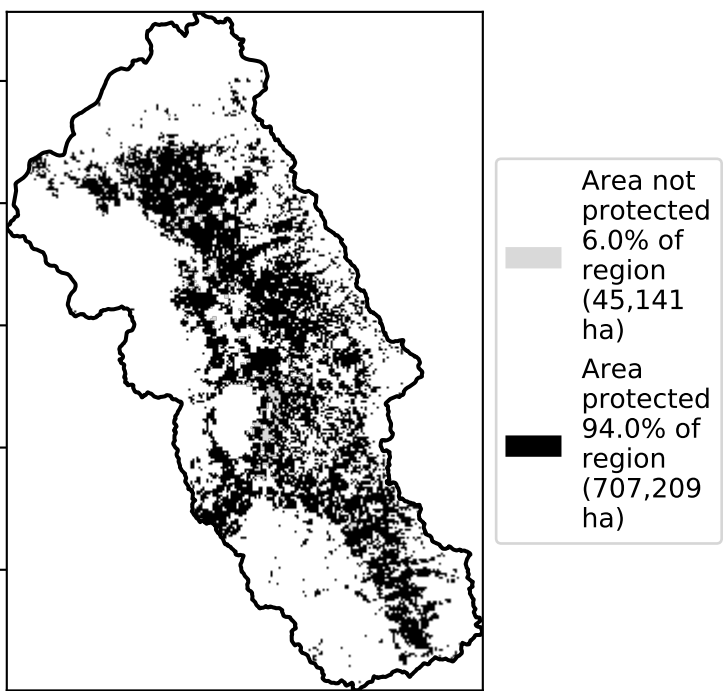 Area not
protected
6.0% of
region
(45,141
ha)
Area
protected
94.0% of
region
(707,209
ha)